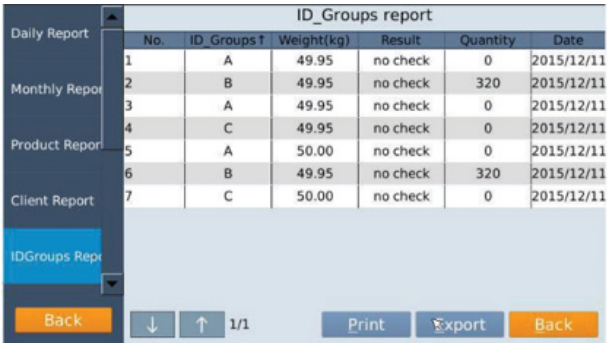 ID_Groups report
Daily Report
Monthly Repor
Product Repor
Client Report
IDGroups Repo
Back
No. ID_Groups↑ Weight(kg) Result Quantity Date
1 A 49.95 no check 0 2015/12/11
2 B 49.95 no check 320 2015/12/11
3 A 49.95 no check 0 2015/12/11
4 C 49.95 no check 0 2015/12/11
5 A 50.00 no check 0 2015/12/11
6 B 49.95 no check 320 2015/12/11
7 C 50.00 no check 0 2015/12/11
↓ ↑ 1/1 Print Export Back